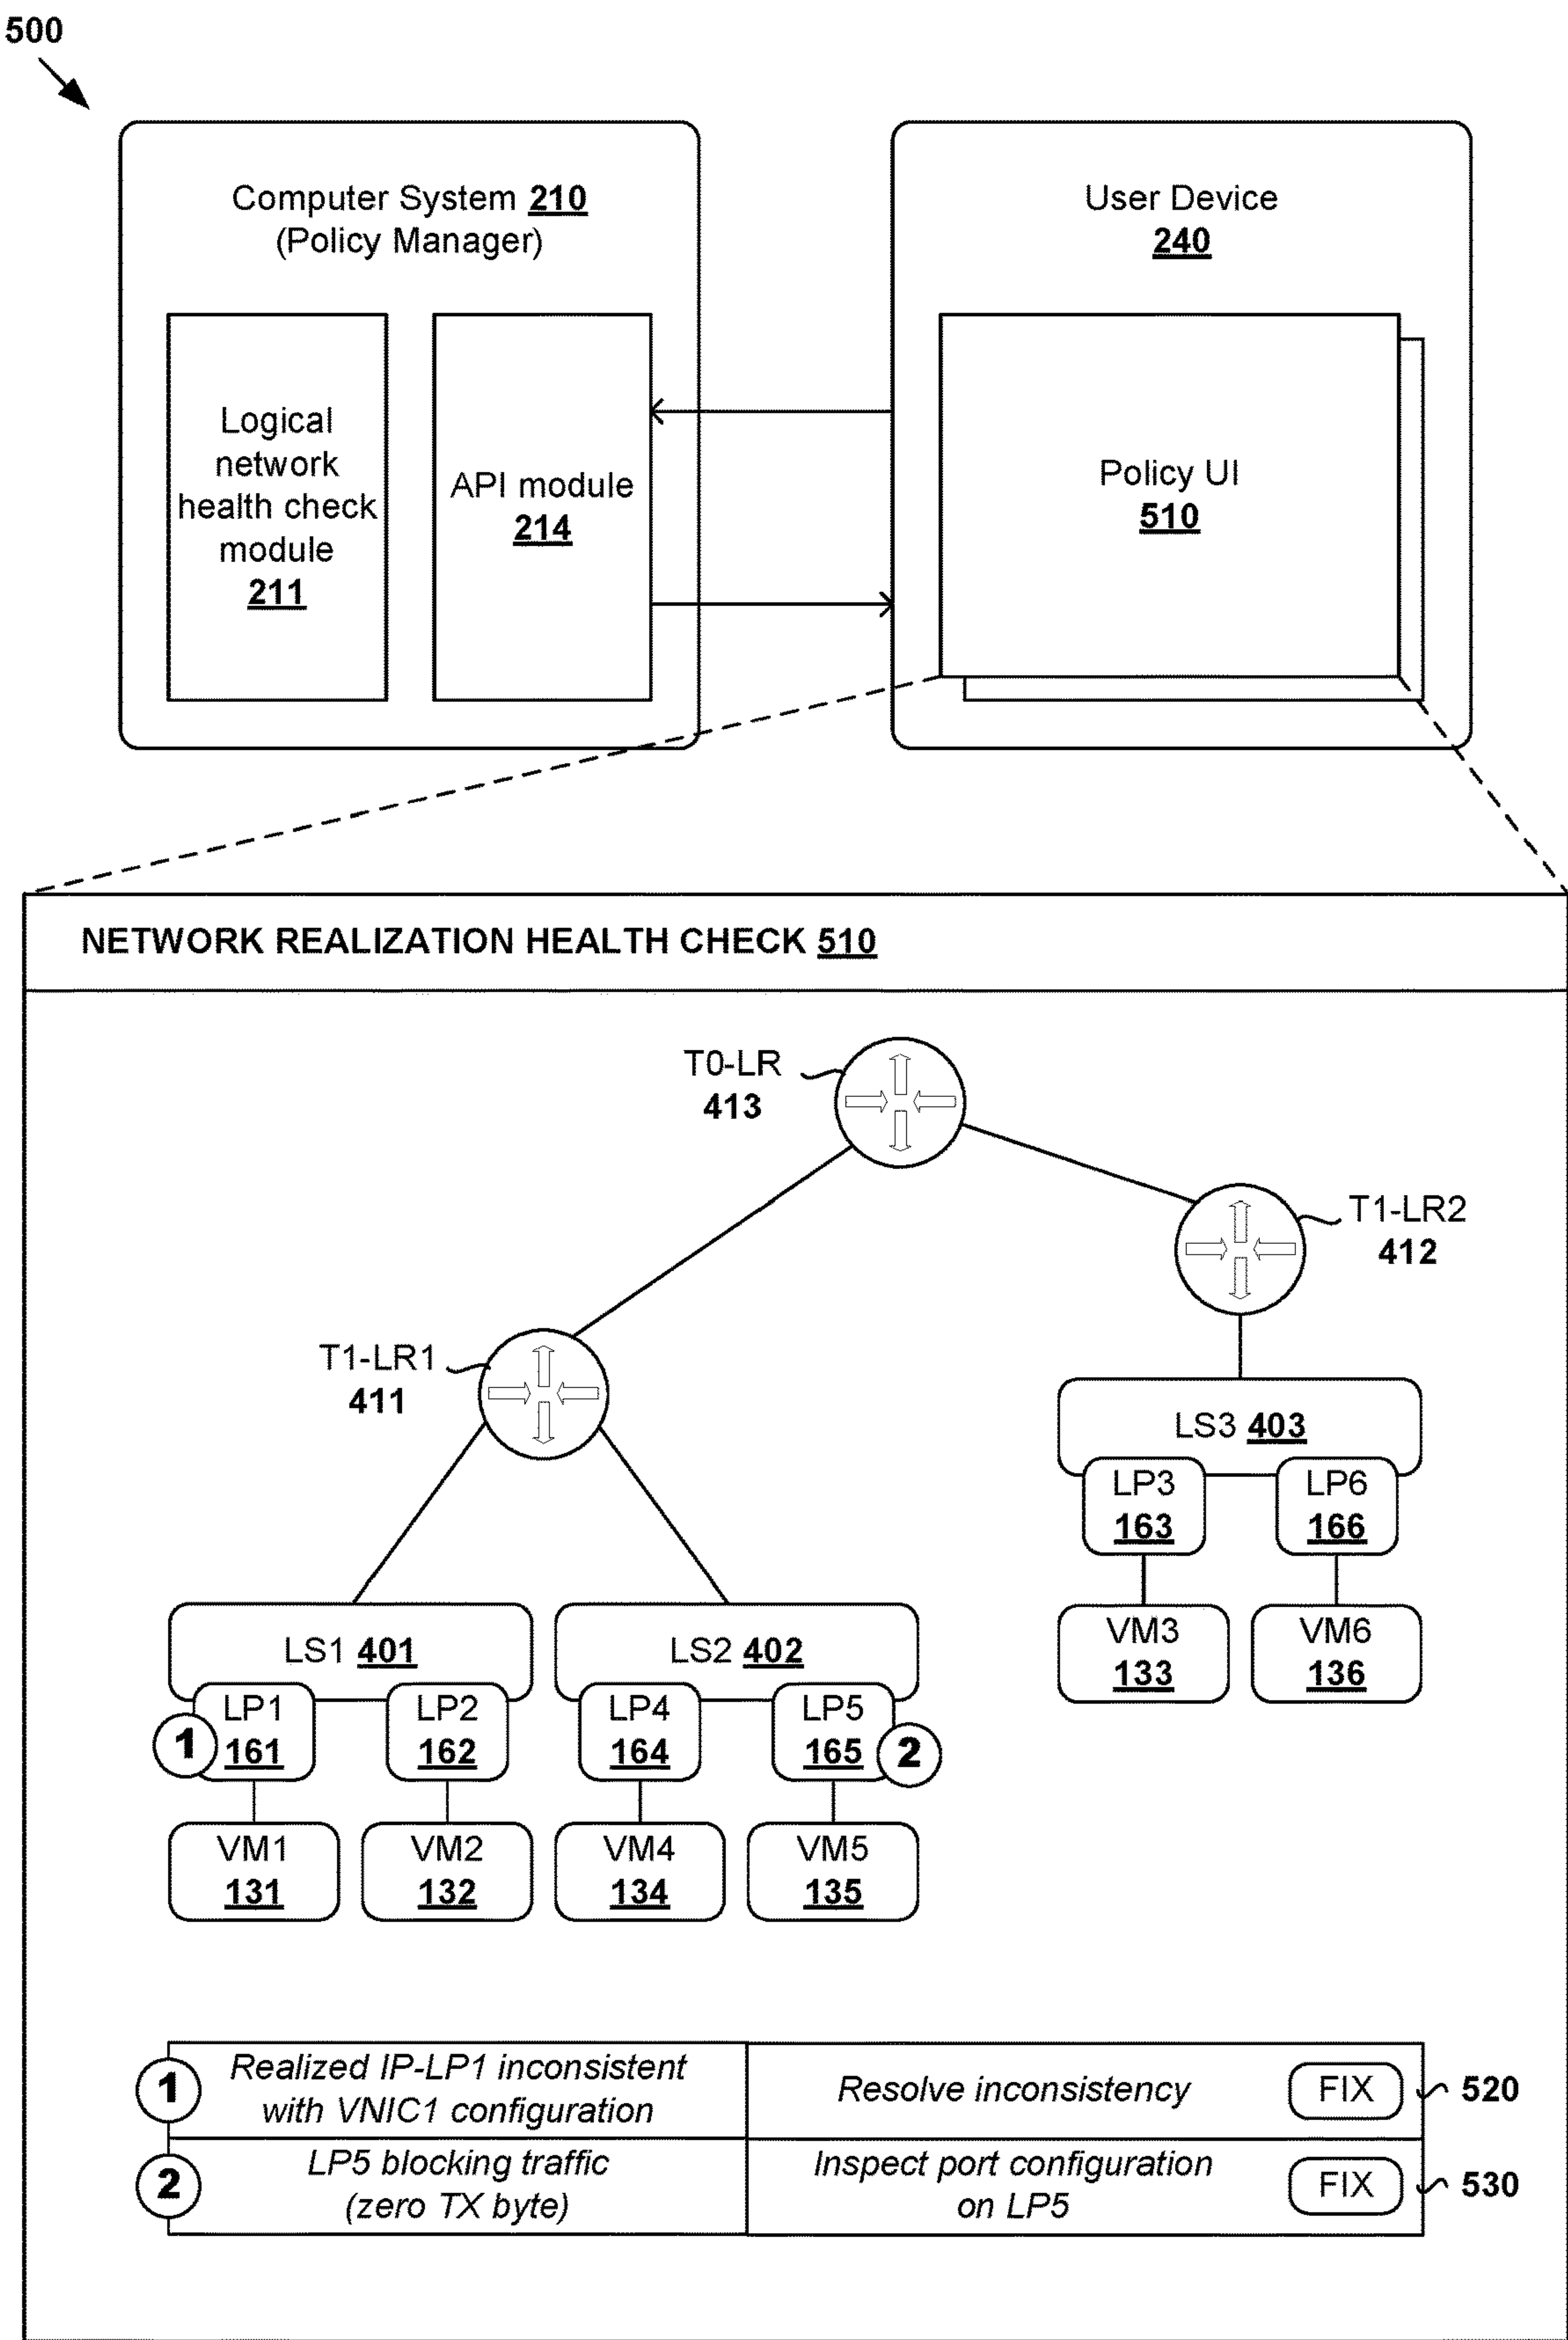 500
Computer System 210
(Policy Manager)
User Device
240
Logical
network
health check
module
211
API module
214
Policy UI
510
NETWORK REALIZATION HEALTH CHECK 510
T0-LR
413
T1-LR2
412
T1-LR1
411
LS3 403
LP3
163
LP6
166
VM3
133
VM6
136
LS1 401
LS2 402
LP1
161
1
LP2
162
LP4
164
LP5
165
2
VM1
131
VM2
132
VM4
134
VM5
135
1
Realized IP-LP1 inconsistent
with VNIC1 configuration
Resolve inconsistency
FIX
520
2
LP5 blocking traffic
(zero TX byte)
Inspect port configuration
on LP5
FIX
530